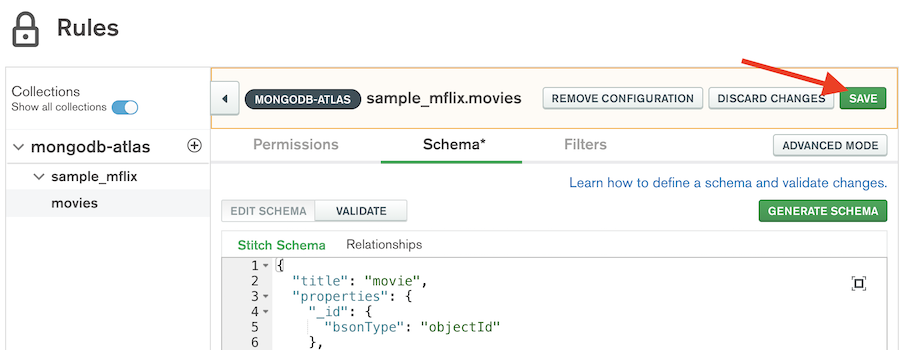 Rules
Collections
Show all collections
mongodb-atlas
sample_mflix
movies
MONGODB-ATLAS sample_mflix.movies REMOVE CONFIGURATION DISCARD CHANGES SAVE
Permissions Schema* Filters ADVANCED MODE
Learn how to define a schema and validate changes.
EDIT SCHEMA VALIDATE GENERATE SCHEMA
Stitch Schema Relationships
1 {
2 "title": "movie",
3 "properties": {
4 "_id": {
5 "bsonType": "objectId"
6 },